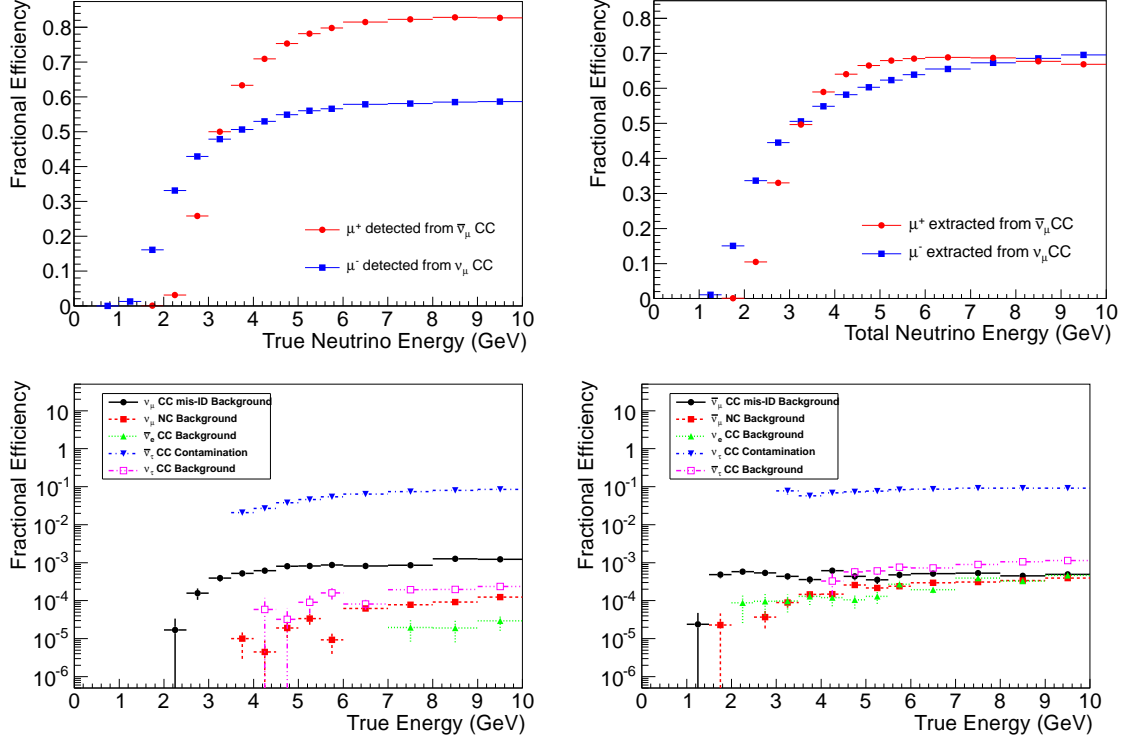 Fractional Efficiency
0.8
0.7
0.6
0.5
0.4
0.3
0.2
0.1
0
μ⁺ detected from ν̅μ CC
μ⁻ detected from νμ CC
0 1 2 3 4 5 6 7 8 9 10
True Neutrino Energy (GeV)
Fractional Efficiency
0.8
0.7
0.6
0.5
0.4
0.3
0.2
0.1
0
μ⁺ extracted from ν̅μ CC
μ⁻ extracted from νμ CC
0 1 2 3 4 5 6 7 8 9 10
Total Neutrino Energy (GeV)
Fractional Efficiency
10
1
10⁻¹
10⁻²
10⁻³
10⁻⁴
10⁻⁵
10⁻⁶
νμ CC mis-ID Background
νμ NC Background
ν̅e CC Background
ν̅τ CC Contamination
ντ CC Background
0 1 2 3 4 5 6 7 8 9 10
True Energy (GeV)
Fractional Efficiency
10
1
10⁻¹
10⁻²
10⁻³
10⁻⁴
10⁻⁵
10⁻⁶
ν̅μ CC mis-ID Background
ν̅μ NC Background
νe CC Background
ντ CC Contamination
ν̅τ CC Background
0 1 2 3 4 5 6 7 8 9 10
True Energy (GeV)